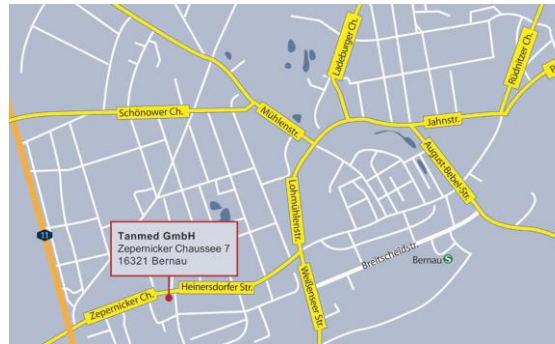 Ladeburger Ch.
Rüdnitzer Ch.
Schönower Ch.
Mühlenstr.
Jahnstr.
August-Bebel-Str.
Lohmühlenstr.
11
Tanmed GmbH
Zepernicker Chaussee 7
16321 Bernau
Breitscheidstr.
Bernau S
Heinersdorfer Str.
Zepernicker Ch.
Weißenseer Str.